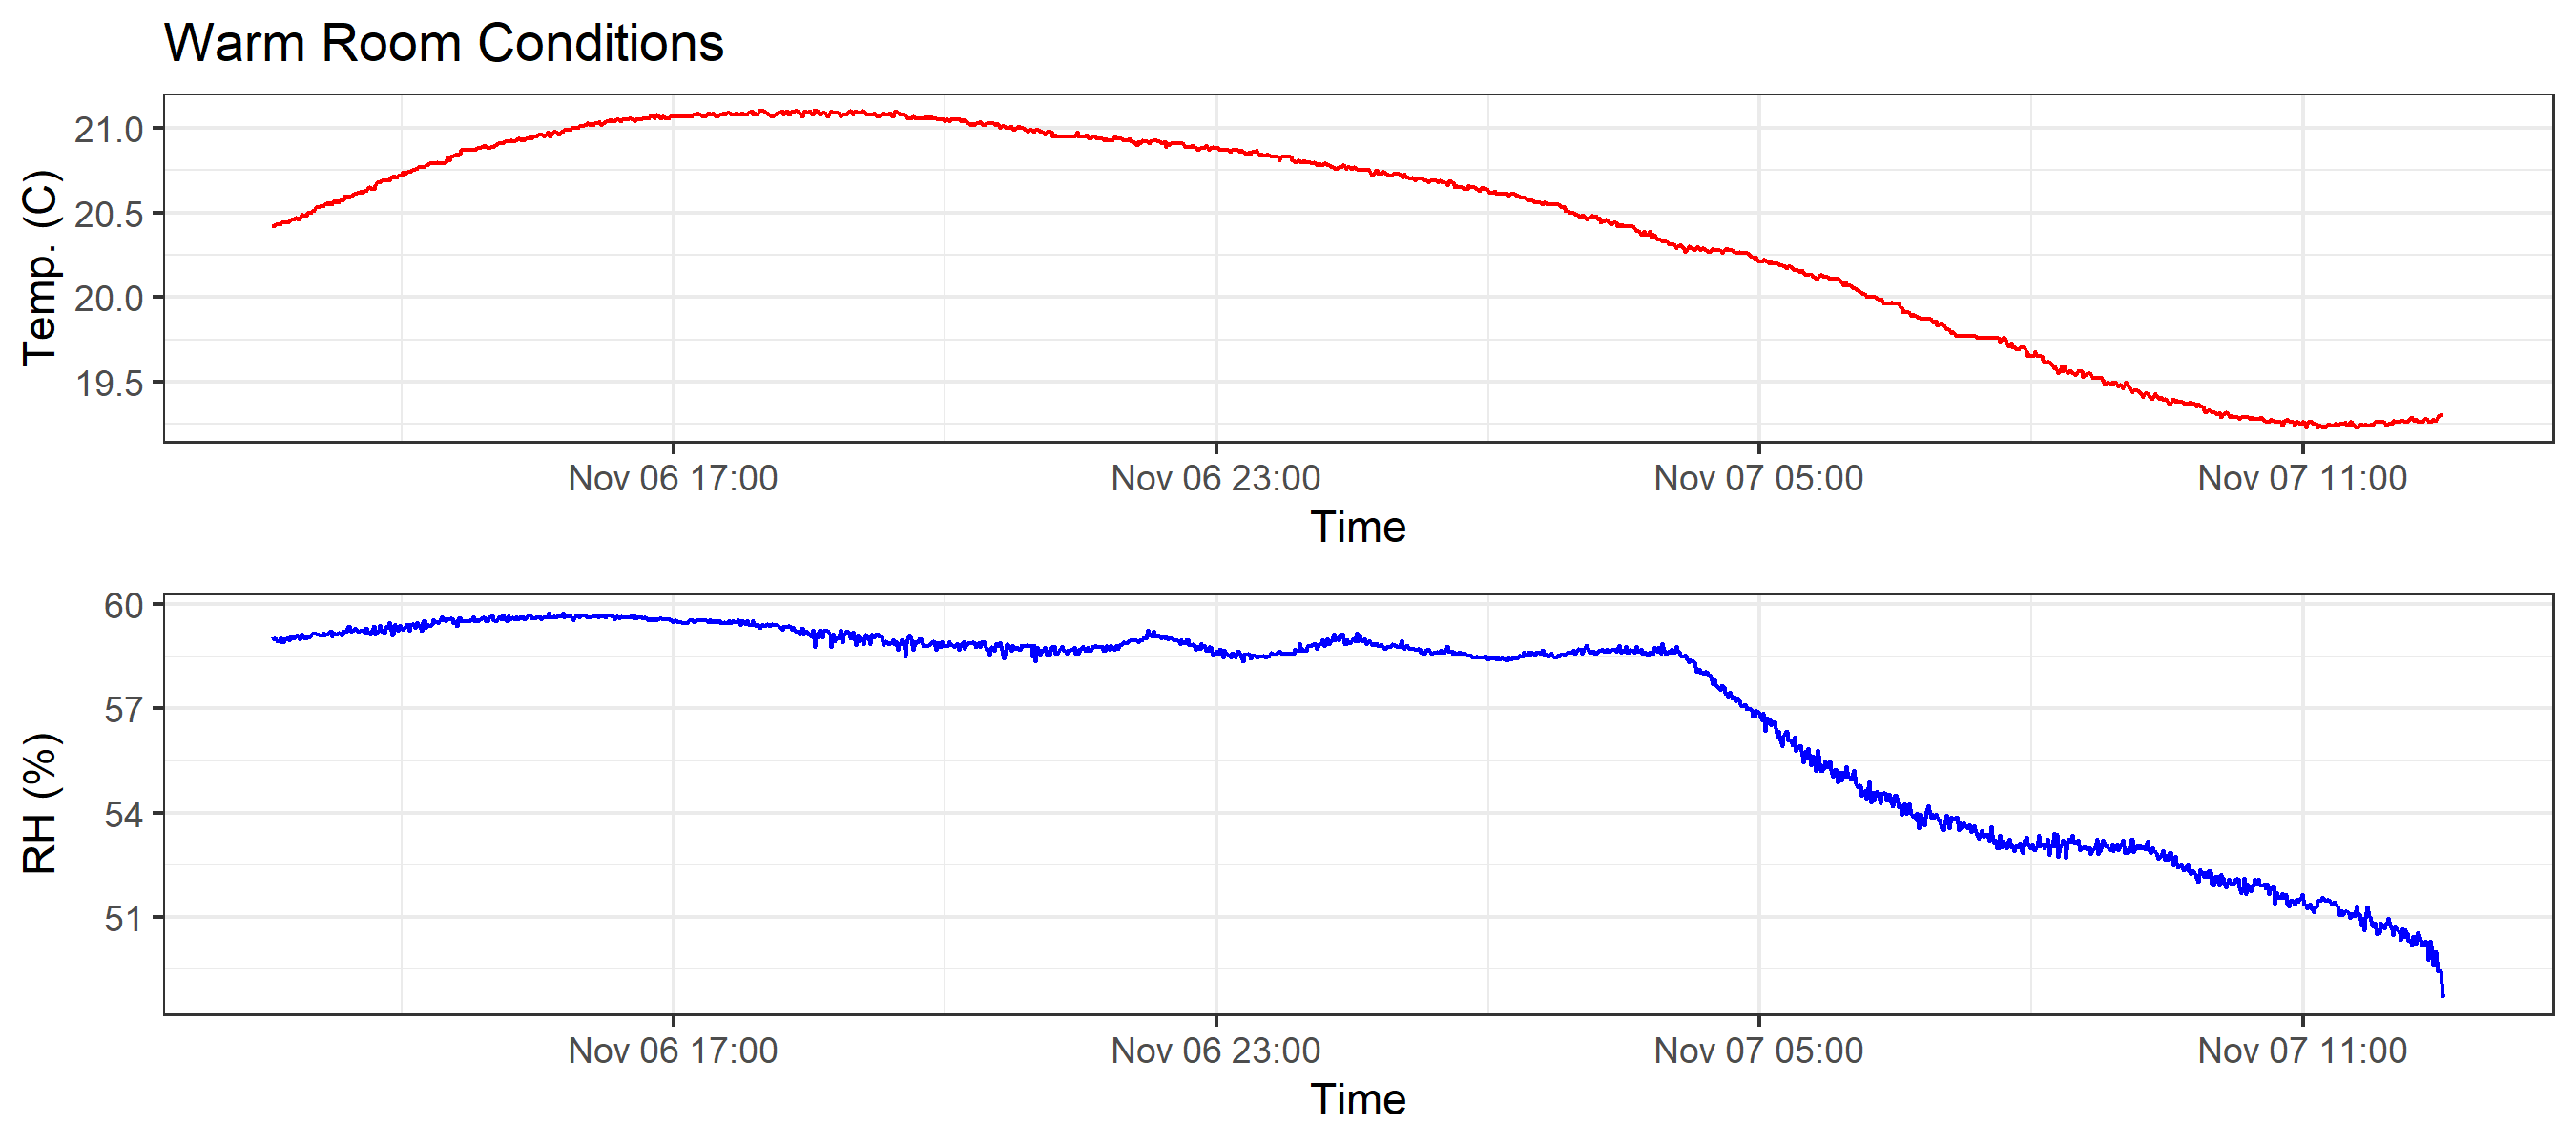 Warm Room Conditions
Temp. (C)
21.0
20.5
20.0
19.5
Nov 06 17:00 Nov 06 23:00 Nov 07 05:00 Nov 07 11:00
Time
RH (%)
60
57
54
51
Nov 06 17:00 Nov 06 23:00 Nov 07 05:00 Nov 07 11:00
Time